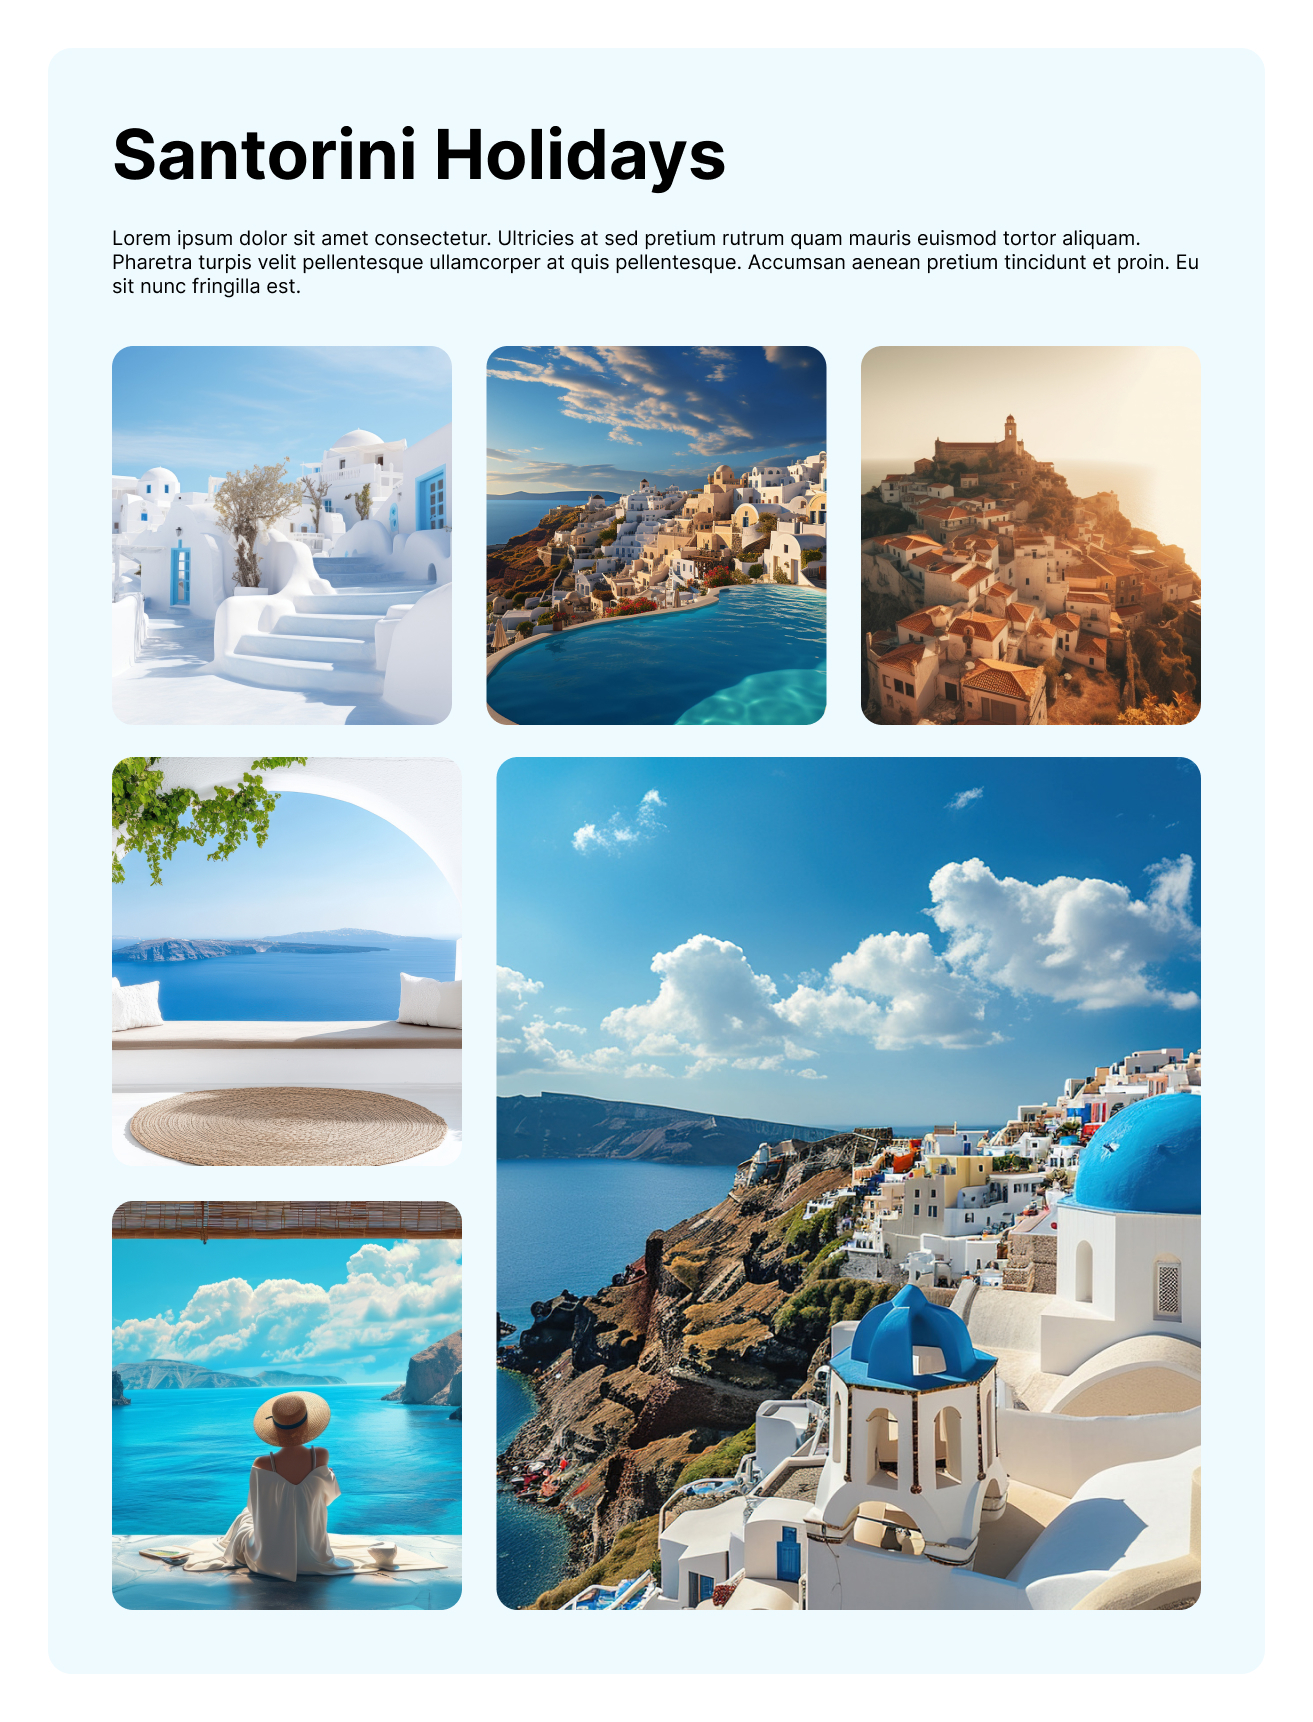 Santorini Holidays
Lorem ipsum dolor sit amet consectetur. Ultricies at sed pretium rutrum quam mauris euismod tortor aliquam.
Pharetra turpis velit pellentesque ullamcorper at quis pellentesque. Accumsan aenean pretium tincidunt et proin. Eu
sit nunc fringilla est.